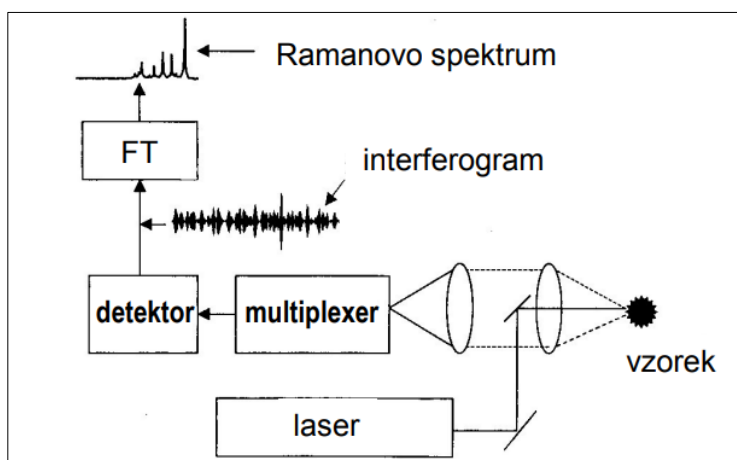 Ramanovo spektrum
FT
interferogram
detektor
multiplexer
vzorek
laser